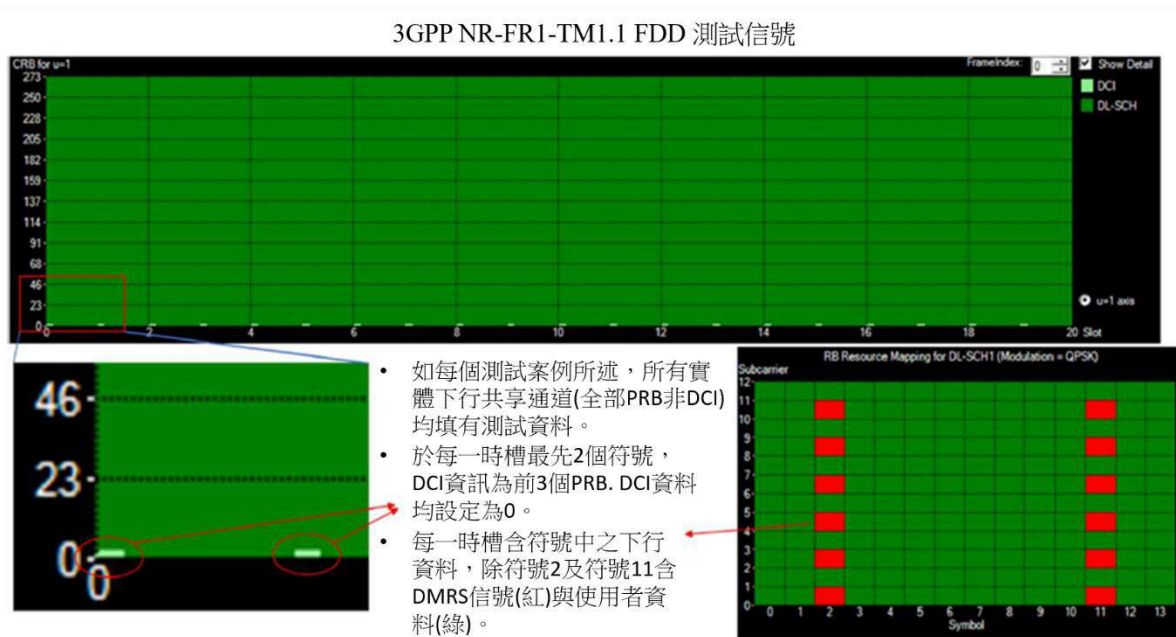 3GPP NR-FR1-TM1.1 FDD 測試信號
CRB for u=1
FrameIndex: 0
Show Detail
DCI
DL-SCH
273
250
228
205
182
159
137
114
91
68
46
23
0
u=1 axis
0 2 4 6 8 10 12 14 16 18 20 Slot
46
23
0
0
• 如每個測試案例所述，所有實
體下行共享通道(全部PRB非DCI)
均填有測試資料。
• 於每一時槽最先2個符號，
DCI資訊為前3個PRB. DCI資料
均設定為0。
• 每一時槽含符號中之下行
資料，除符號2及符號11含
DMRS信號(紅)與使用者資
料(綠)。
RB Resource Mapping for DL-SCH1 (Modulation = QPSK)
Subcarrier
12
11
10
9
8
7
6
5
4
3
2
1
0
0 1 2 3 4 5 6 7 8 9 10 11 12 13
Symbol